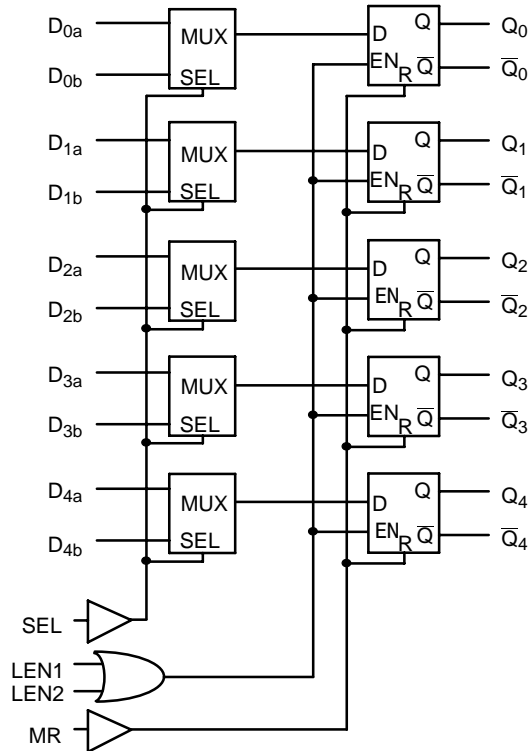 D0a MUX D Q Q0
D0b SEL EN R Q̅ Q̅0
D1a MUX D Q Q1
D1b SEL EN R Q̅ Q̅1
D2a MUX D Q Q2
D2b SEL EN R Q̅ Q̅2
D3a MUX D Q Q3
D3b SEL EN R Q̅ Q̅3
D4a MUX D Q Q4
D4b SEL EN R Q̅ Q̅4
SEL
LEN1
LEN2
MR